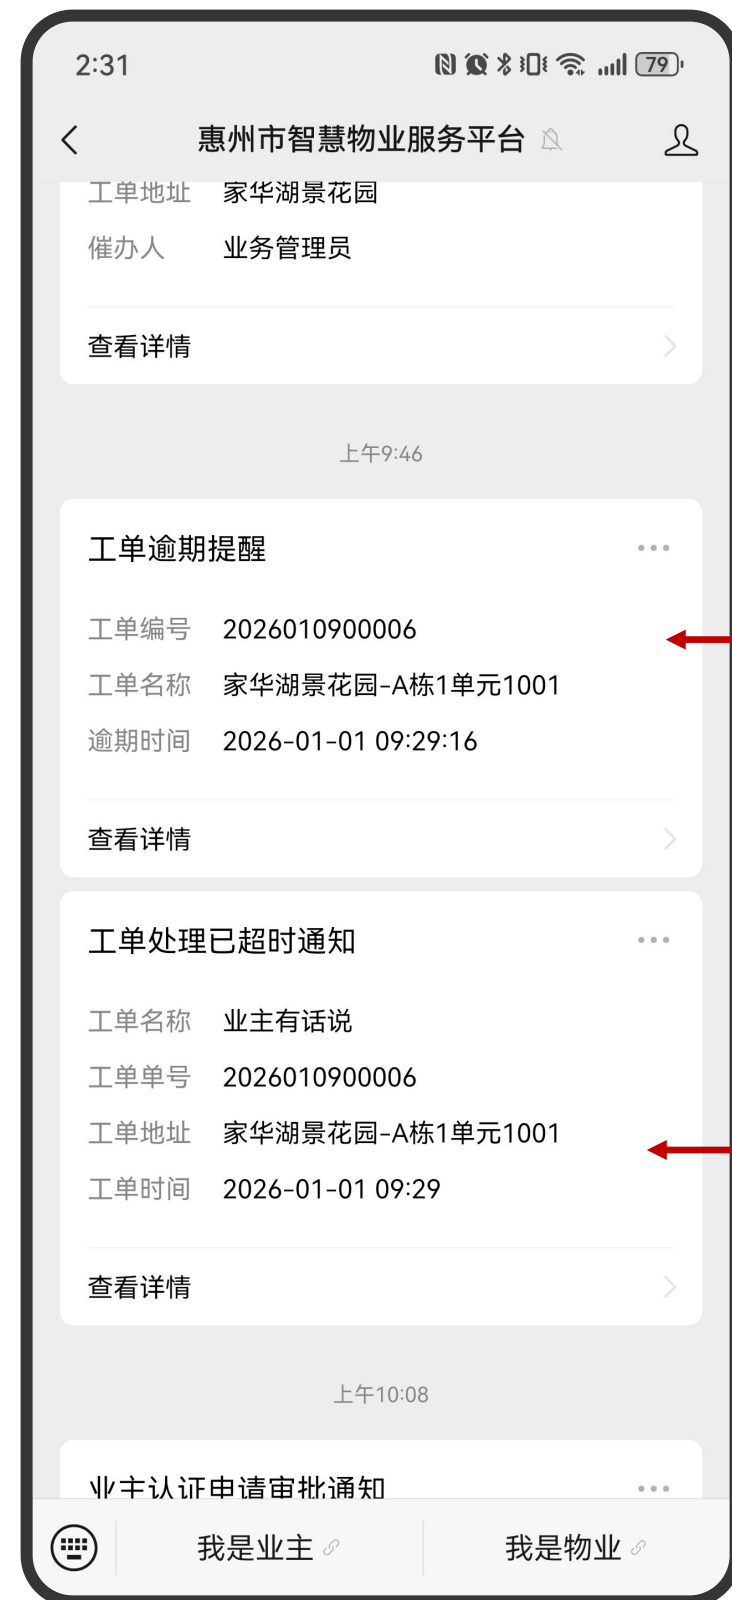 2:31
79
惠州市智慧物业服务平台
工单地址 家华湖景花园
催办人 业务管理员
查看详情
上午9:46
工单逾期提醒
工单编号 2026010900006
工单名称 家华湖景花园-A栋1单元1001
逾期时间 2026-01-01 09:29:16
查看详情
工单处理已超时通知
工单名称 业主有话说
工单单号 2026010900006
工单地址 家华湖景花园-A栋1单元1001
工单时间 2026-01-01 09:29
查看详情
上午10:08
业主认证申请审批通知
我是业主 我是物业